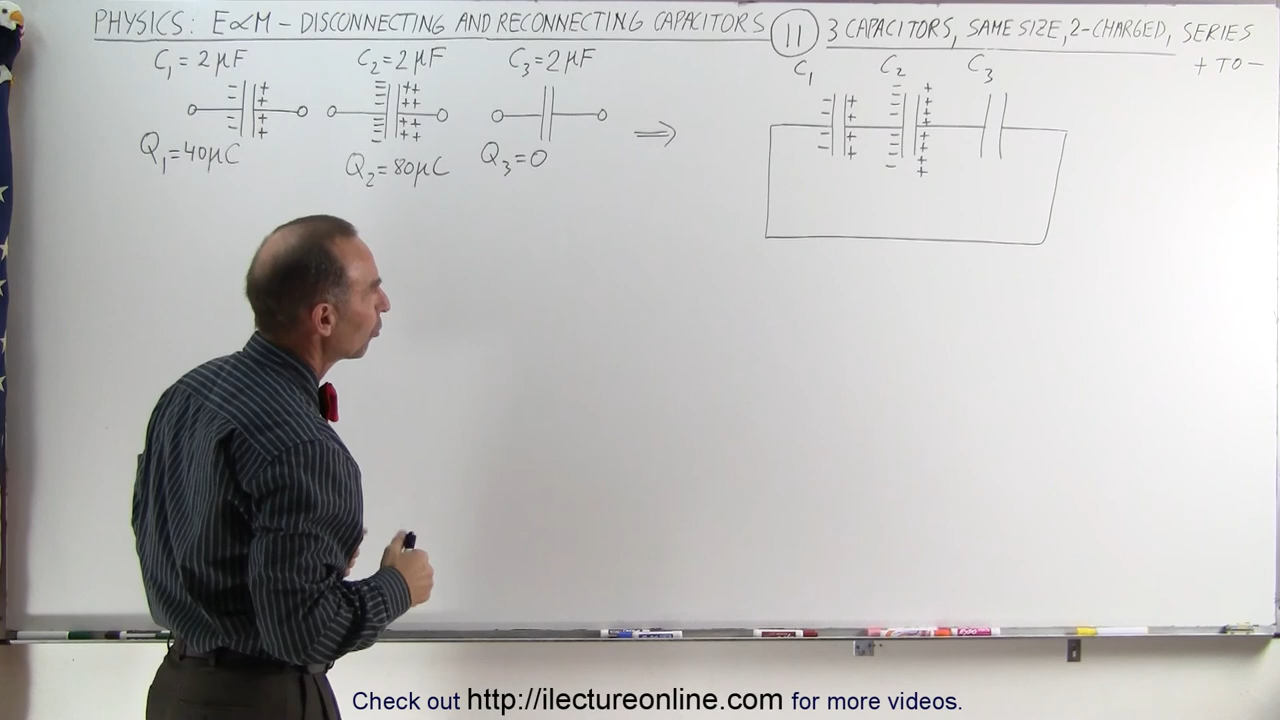 PHYSICS: E∝M – DISCONNECTING AND RECONNECTING CAPACITORS (11) 3 CAPACITORS, SAME SIZE, 2-CHARGED, SERIES
+ TO –
C₁ = 2μF C₂ = 2μF C₃ = 2μF
C₁ C₂ C₃
Q₁ = 40μC Q₂ = 80μC Q₃ = 0
⇒
Check out http://ilectureonline.com for more videos.